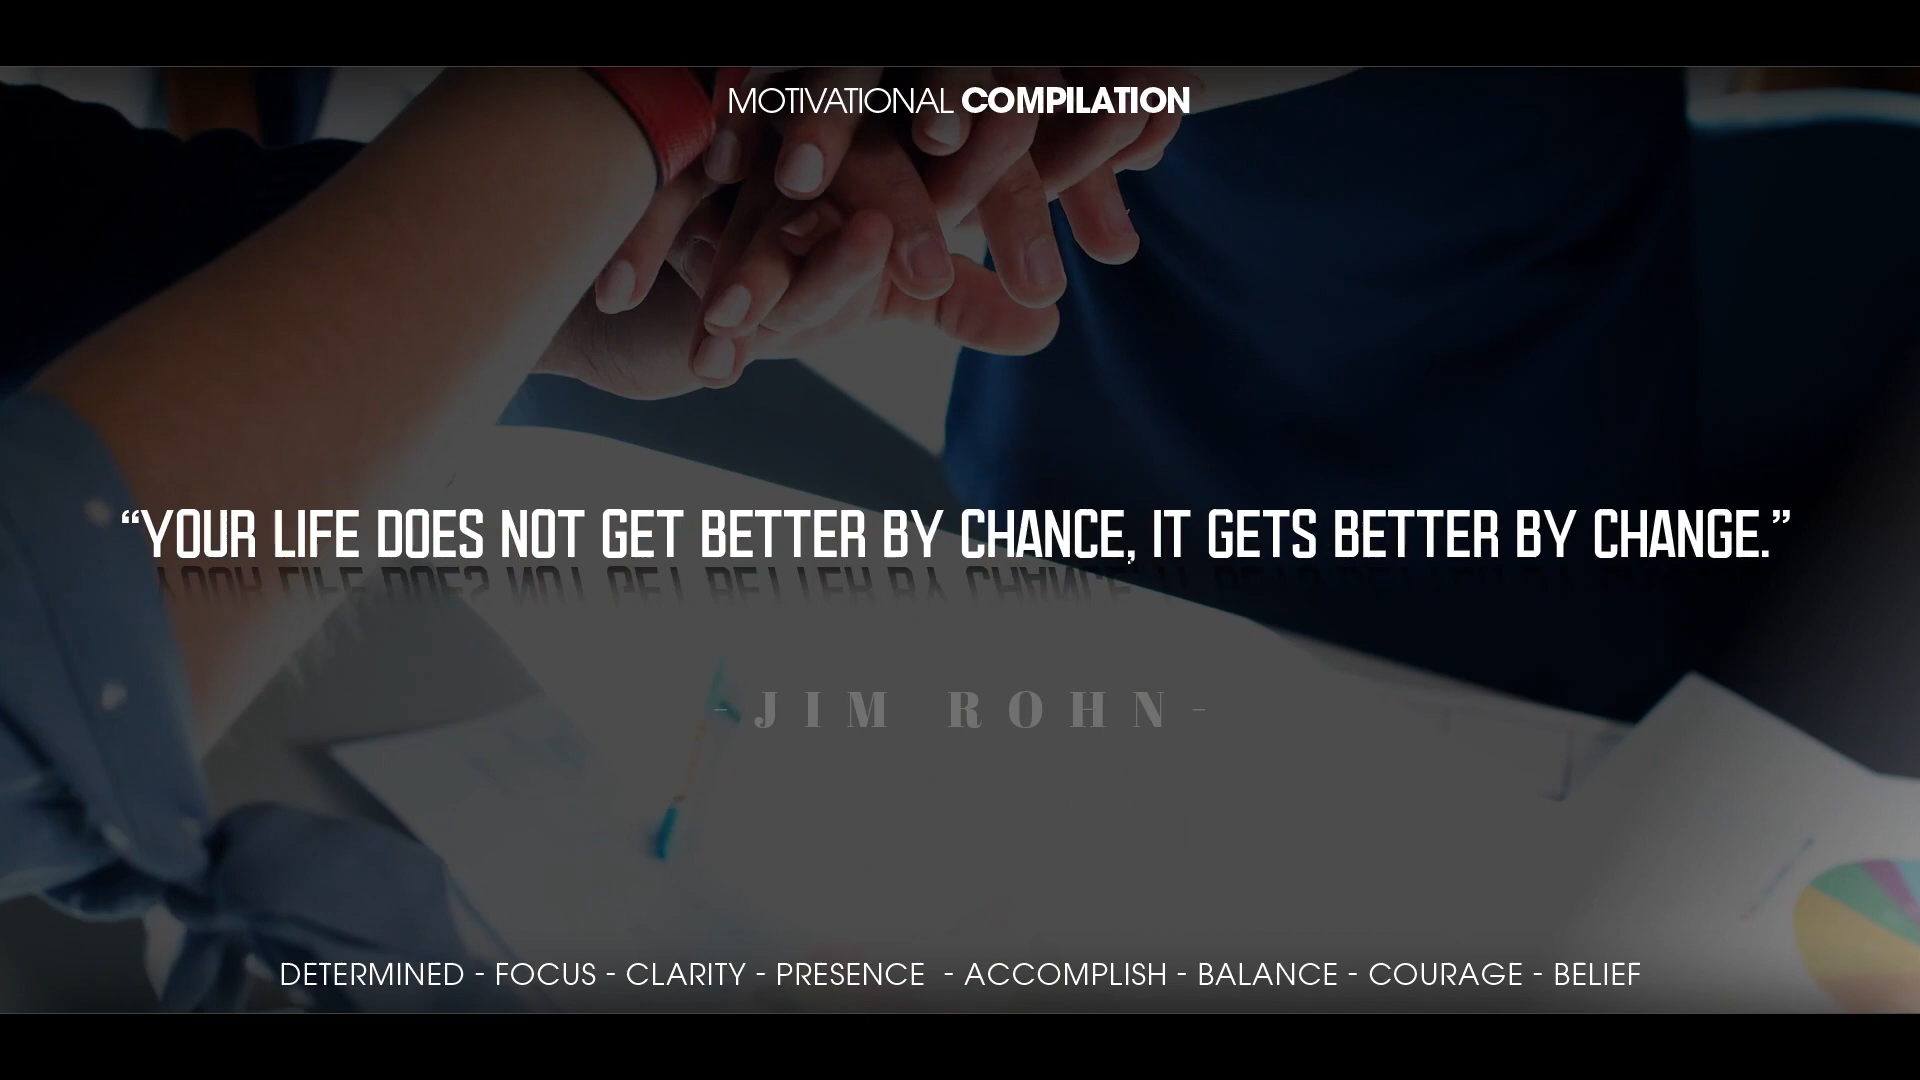 MOTIVATIONAL COMPILATION
“YOUR LIFE DOES NOT GET BETTER BY CHANCE, IT GETS BETTER BY CHANGE.”
- JIM ROHN -
DETERMINED - FOCUS - CLARITY - PRESENCE - ACCOMPLISH - BALANCE - COURAGE - BELIEF